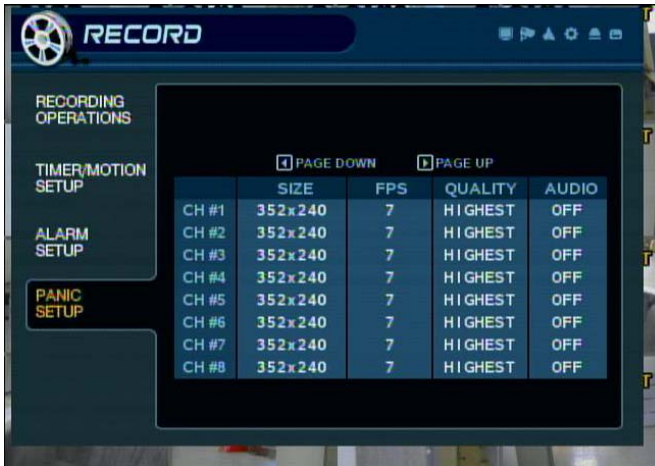 RECORD
RECORDING
OPERATIONS
TIMER/MOTION
SETUP
ALARM
SETUP
PANIC
SETUP
PAGE DOWN PAGE UP
SIZE FPS QUALITY AUDIO
CH #1 352x240 7 HIGHEST OFF
CH #2 352x240 7 HIGHEST OFF
CH #3 352x240 7 HIGHEST OFF
CH #4 352x240 7 HIGHEST OFF
CH #5 352x240 7 HIGHEST OFF
CH #6 352x240 7 HIGHEST OFF
CH #7 352x240 7 HIGHEST OFF
CH #8 352x240 7 HIGHEST OFF
T
T
T
T